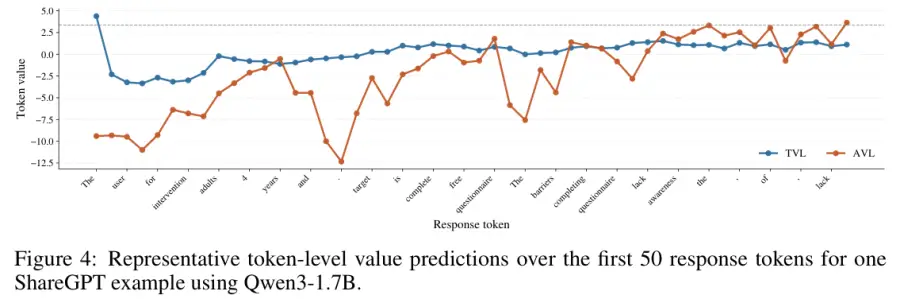 5.0
2.5
0.0
−2.5
−5.0
−7.5
−10.0
−12.5
Token value
TVL
AVL
The
user
for
intervention
adults
4
years
and
.
target
is
complete
free
questionnaire
The
barriers
completing
questionnaire
lack
awareness
the
,
of
.
lack
Response token
Figure 4: Representative token-level value predictions over the first 50 response tokens for one
ShareGPT example using Qwen3-1.7B.